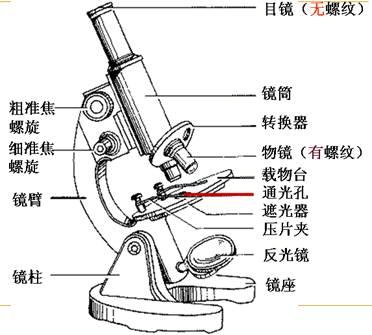 目镜（无螺纹）
镜筒
转换器
物镜（有螺纹）
载物台
通光孔
遮光器
压片夹
反光镜
镜座
粗准焦
螺旋
细准焦
螺旋
镜臂
镜柱